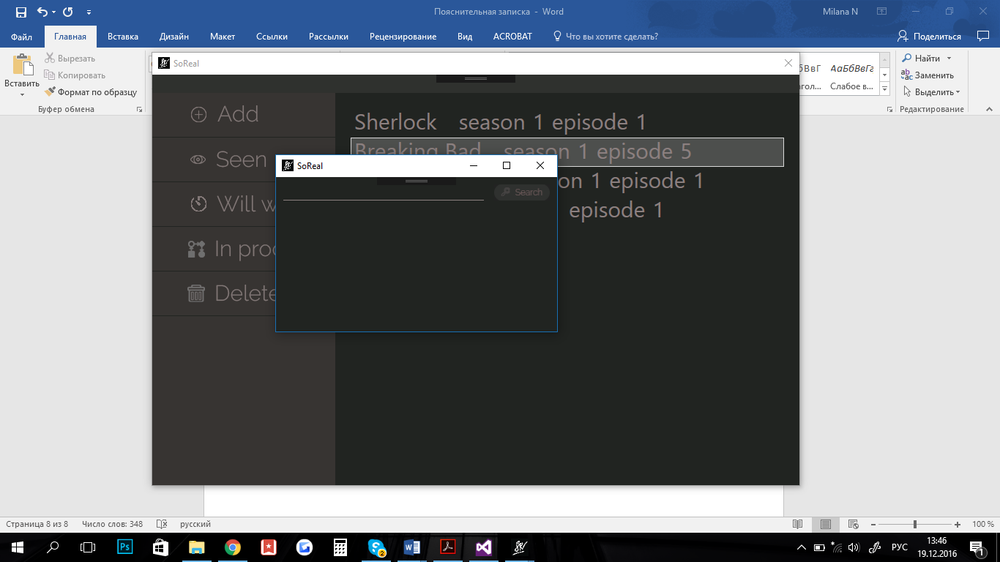 Пояснительная записка - Word
Milana N
Файл
Главная
Вставка
Дизайн
Макет
Ссылки
Рассылки
Рецензирование
Вид
ACROBAT
Что вы хотите сделать?
Поделиться
Вставить
Вырезать
Копировать
Формат по образцу
Буфер обмена
АаБбВвГг
Слабое в...
Найти
Заменить
Выделить
Редактирование
SoReal
Add
Seen
Will w
In proc
Delete
Sherlock season 1 episode 1
Breaking Bad season 1 episode 5
on 1 episode 1
episode 1
SoReal
Search
Страница 8 из 8
Число слов: 348
русский
100 %
Ps
2
РУС
13:46
19.12.2016
1